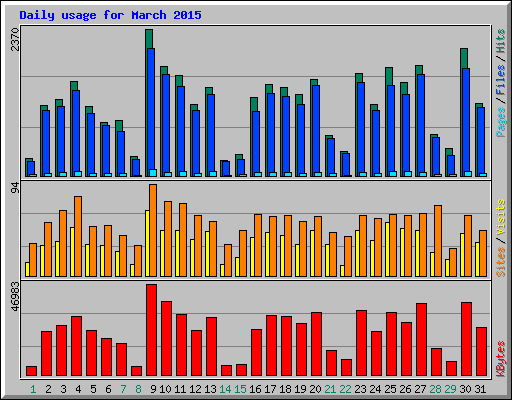 Daily usage for March 2015
2370
Pages / Files / Hits
94
Sites / Visits
46983
KBytes
1 2 3 4 5 6 7 8 9 10 11 12 13 14 15 16 17 18 19 20 21 22 23 24 25 26 27 28 29 30 31